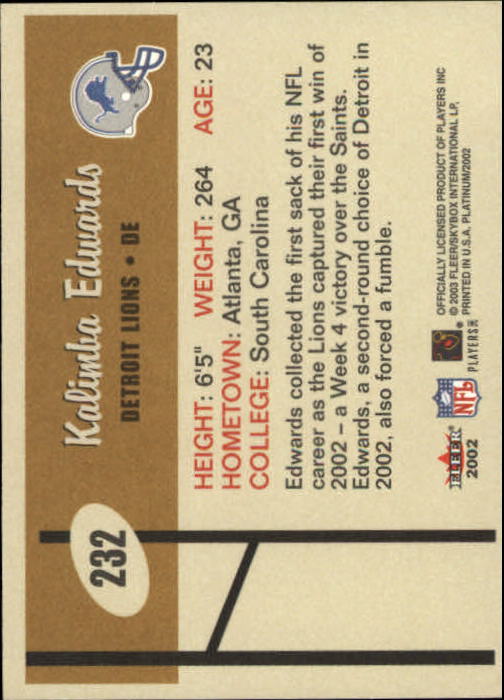 232
Kalimba Edwards
DETROIT LIONS • DE
HEIGHT: 6'5" WEIGHT: 264 AGE: 23
HOMETOWN: Atlanta, GA
COLLEGE: South Carolina
Edwards collected the first sack of his NFL
career as the Lions captured their first win of
2002 – a Week 4 victory over the Saints.
Edwards, a second-round choice of Detroit in
2002, also forced a fumble.
FLEER
2002
NFL
PLAYERS INC
OFFICIALLY LICENSED PRODUCT OF PLAYERS INC
© 2003 FLEER/SKYBOX INTERNATIONAL LP.
PRINTED IN U.S.A. PLATINUM/2002